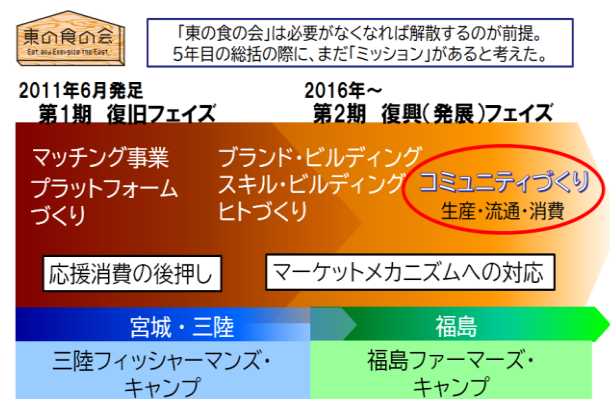 東の食の会
Eat, and Energize the East.
「東の食の会」は必要がなくなれば解散するのが前提。
5年目の総括の際に、まだ「ミッション」があると考えた。
2011年6月発足
第1期 復旧フェイズ
2016年~
第2期 復興(発展)フェイズ
マッチング事業
プラットフォーム
づくり
ブランド・ビルディング
スキル・ビルディング
ヒトづくり
コミュニティづくり
生産・流通・消費
応援消費の後押し
マーケットメカニズムへの対応
宮城・三陸
福島
三陸フィッシャーマンズ・
キャンプ
福島ファーマーズ・
キャンプ